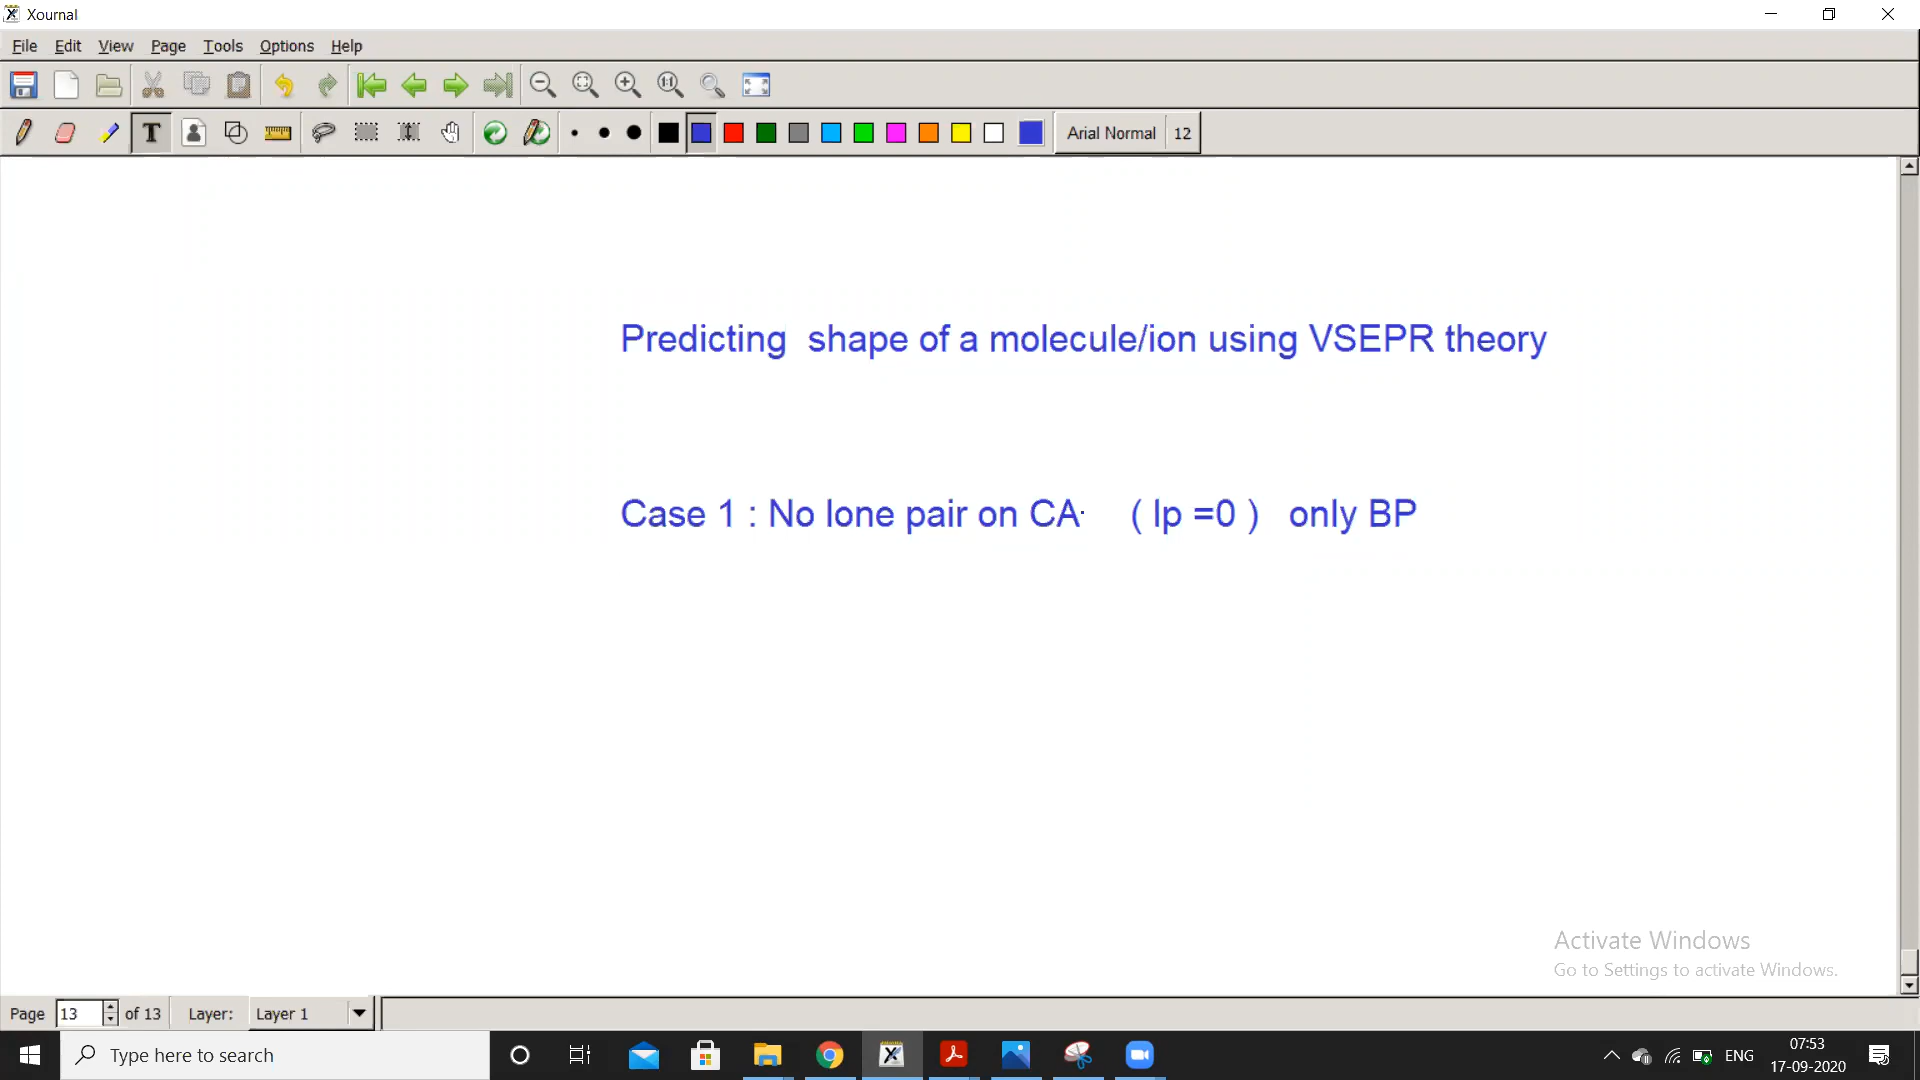 Xournal
File Edit View Page Tools Options Help
T Arial Normal 12
Predicting shape of a molecule/ion using VSEPR theory
Case 1 : No lone pair on CA ( lp =0 ) only BP
Activate Windows
Go to Settings to activate Windows.
Page 13 of 13 Layer: Layer 1
Type here to search
ENG
07:53
17-09-2020